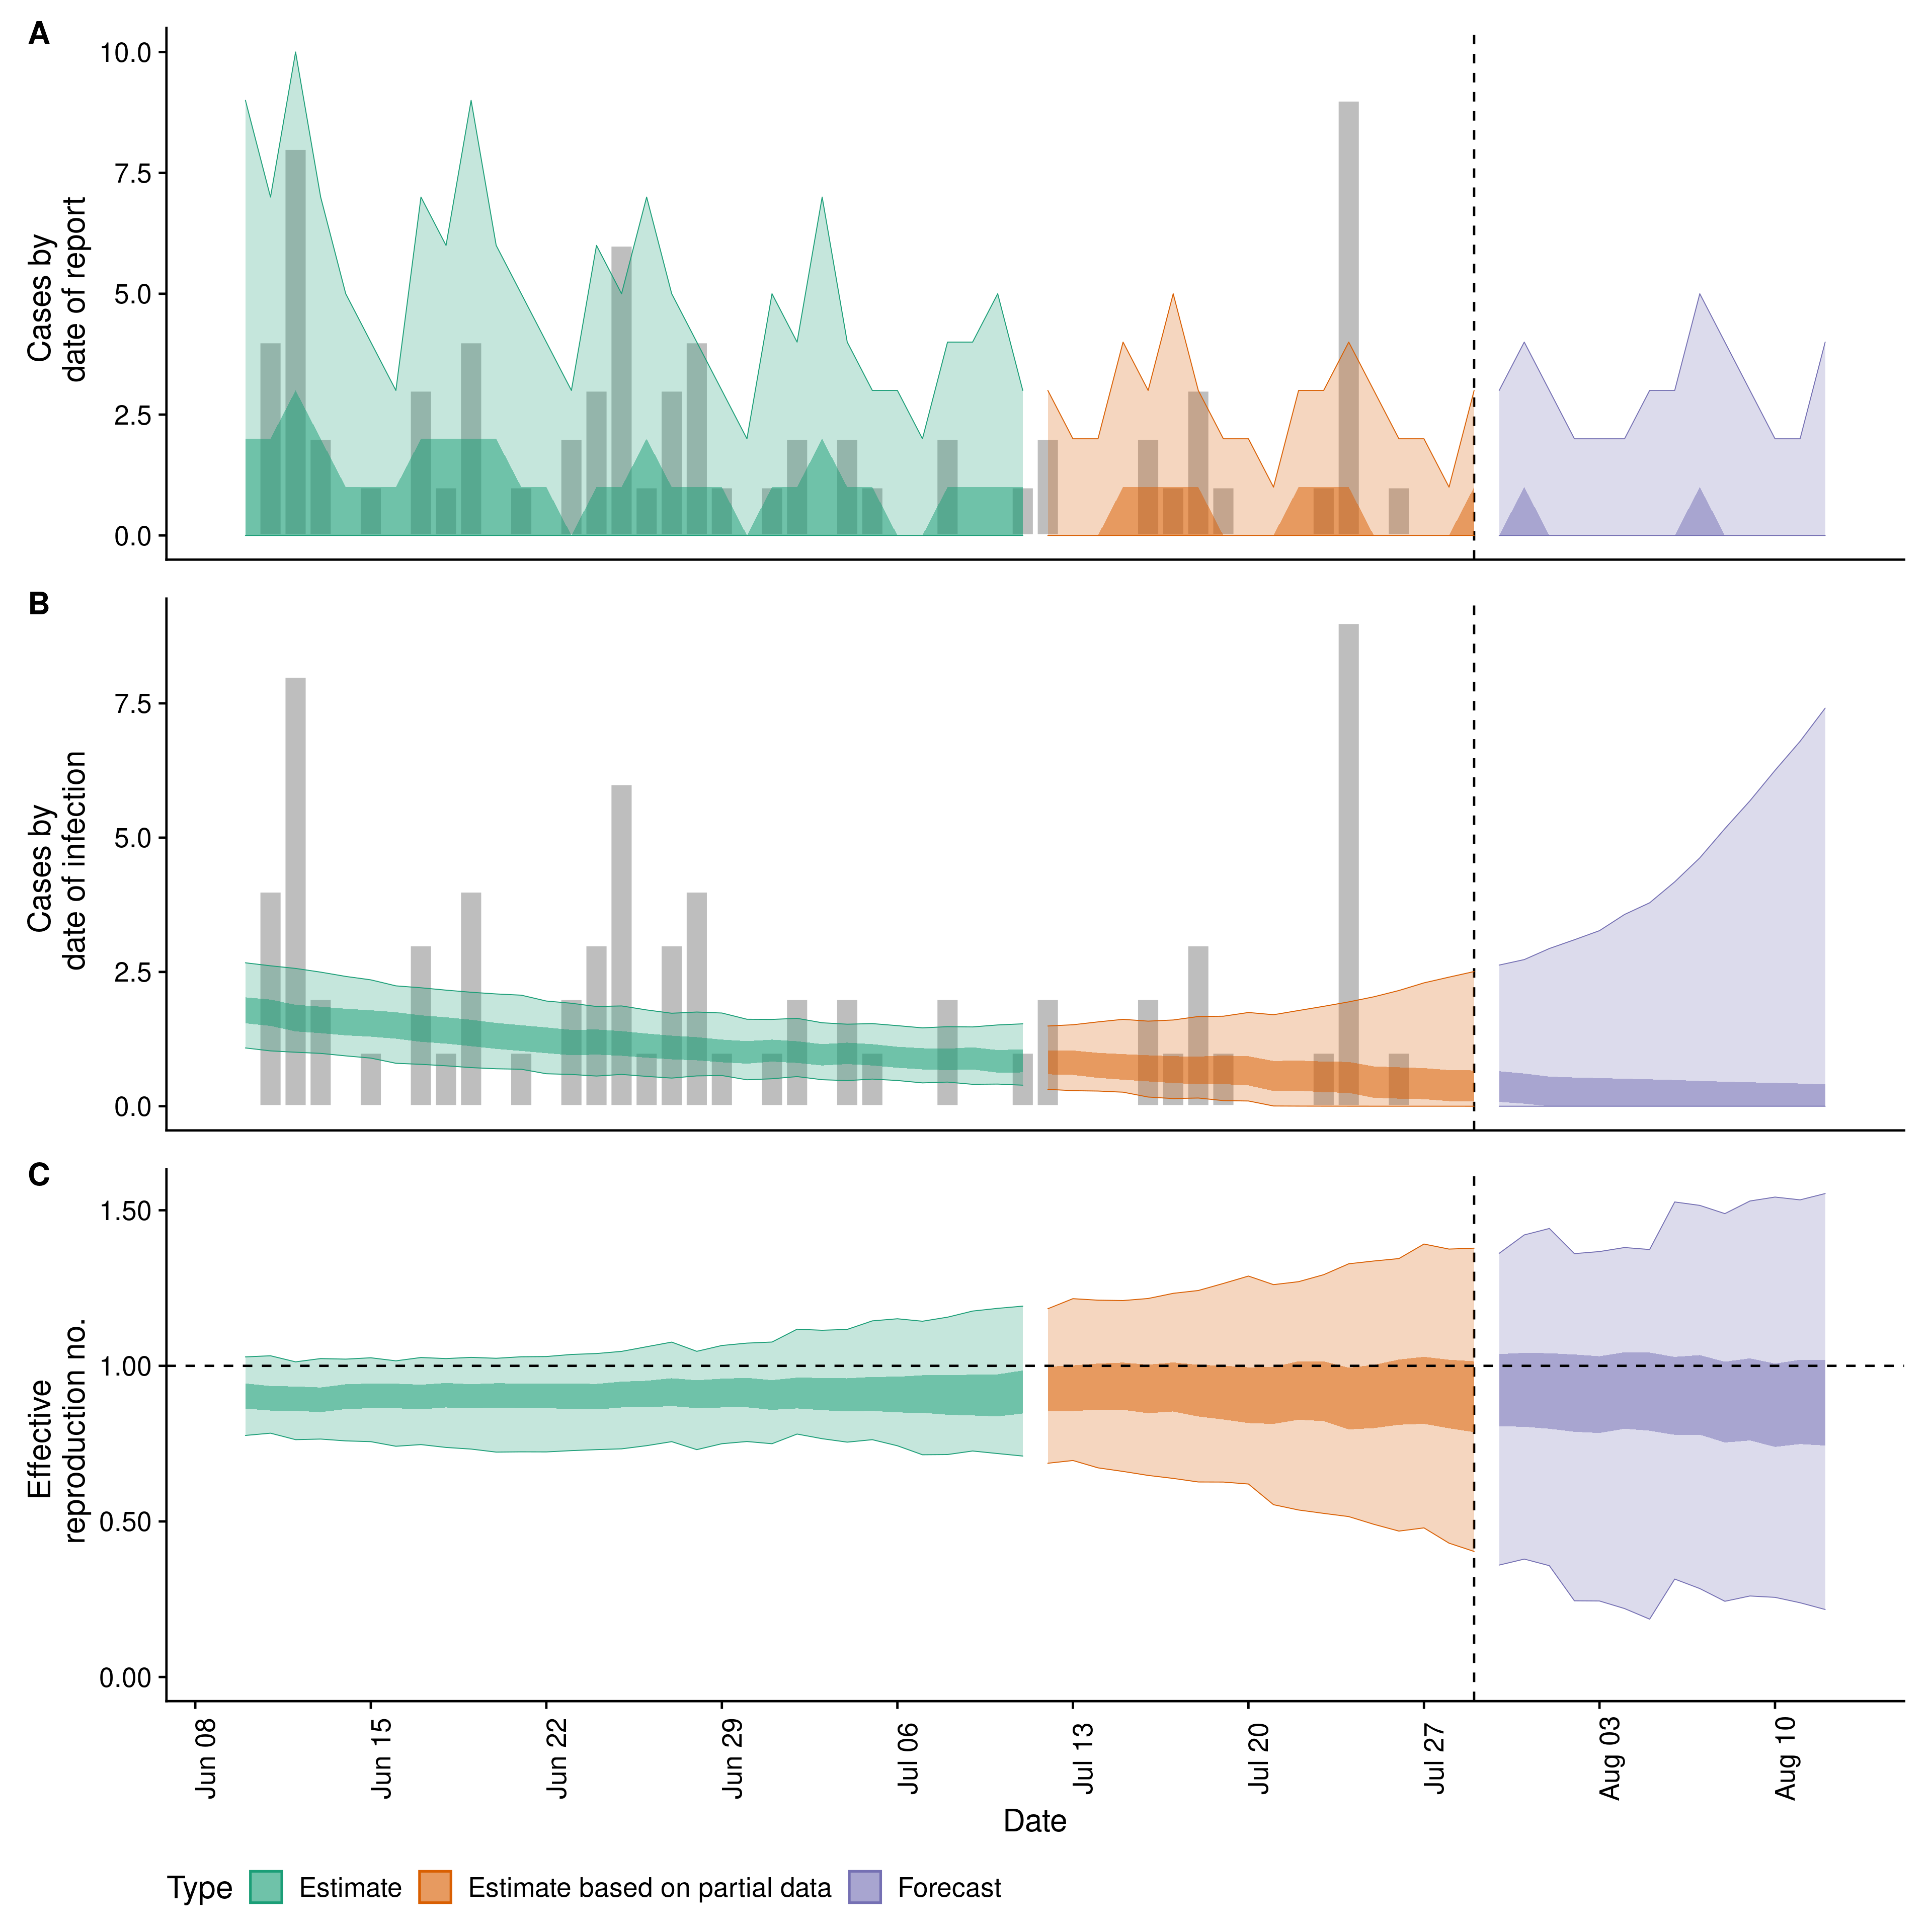 A
Cases by
date of report
10.0
7.5
5.0
2.5
0.0
B
Cases by
date of infection
7.5
5.0
2.5
0.0
C
Effective
reproduction no.
1.50
1.00
0.50
0.00
Jun 08
Jun 15
Jun 22
Jun 29
Jul 06
Jul 13
Jul 20
Jul 27
Aug 03
Aug 10
Date
Type Estimate Estimate based on partial data Forecast